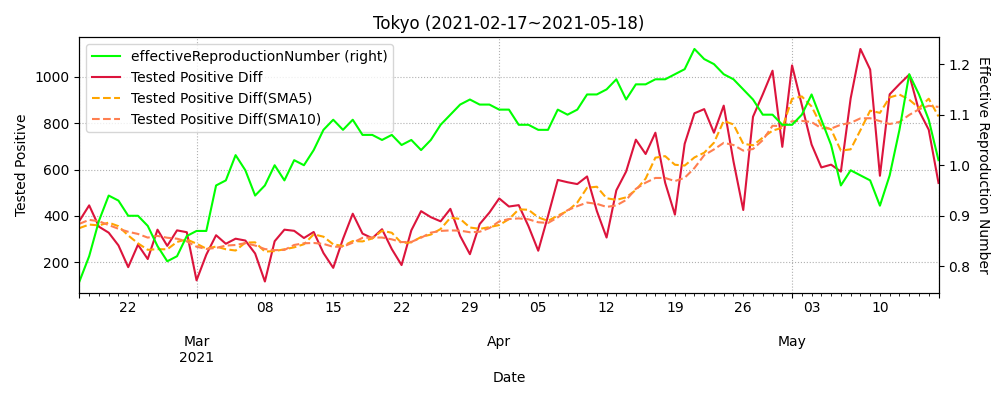 Tokyo (2021-02-17~2021-05-18)
effectiveReproductionNumber (right)
Tested Positive Diff
Tested Positive Diff(SMA5)
Tested Positive Diff(SMA10)
Tested Positive
1000
800
600
400
200
Effective Reproduction Number
1.2
1.1
1.0
0.9
0.8
22 08 15 22 29 05 12 19 26 03 10
Mar Apr May
2021
Date